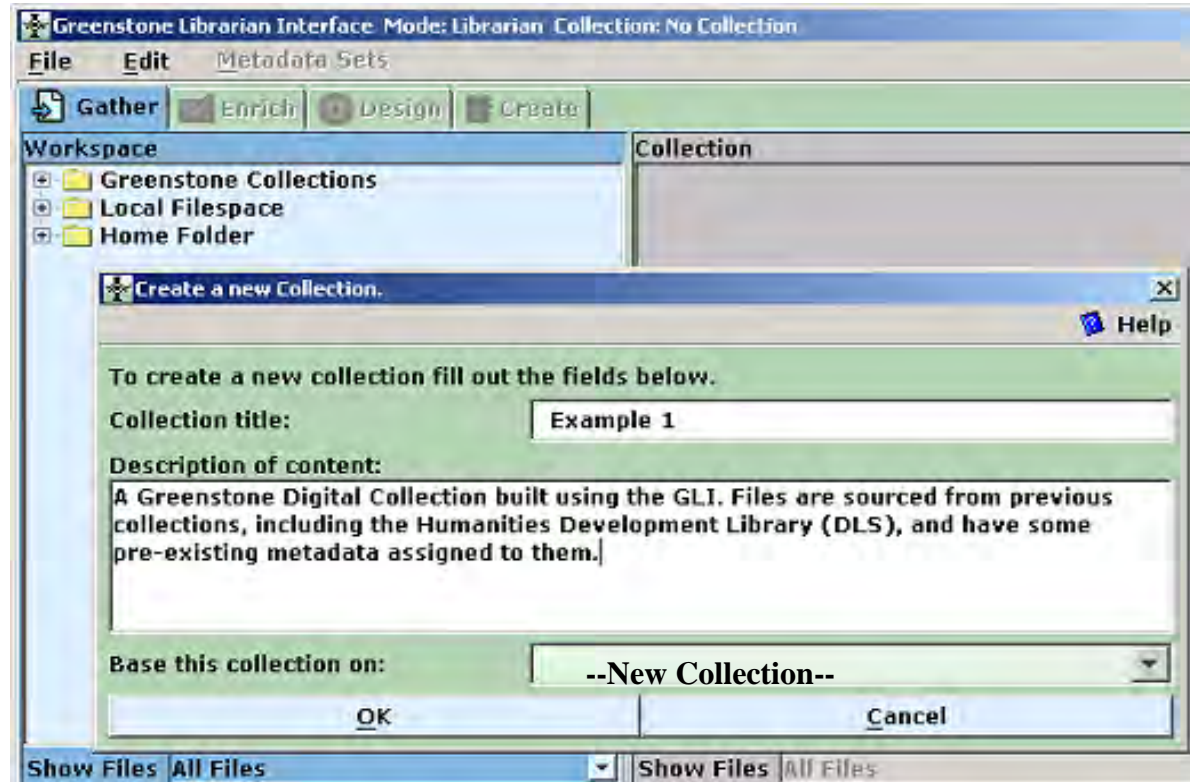 Greenstone Librarian Interface Mode: Librarian Collection: No Collection
File Edit Metadata Sets
Gather Enrich Design Create
Workspace Collection
Greenstone Collections
Local Filespace
Home Folder
Create a new Collection.
Help
To create a new collection fill out the fields below.
Collection title: Example 1
Description of content:
A Greenstone Digital Collection built using the GLI. Files are sourced from previous
collections, including the Humanities Development Library (DLS), and have some
pre-existing metadata assigned to them.
Base this collection on: --New Collection--
OK Cancel
Show Files All Files Show Files All Files